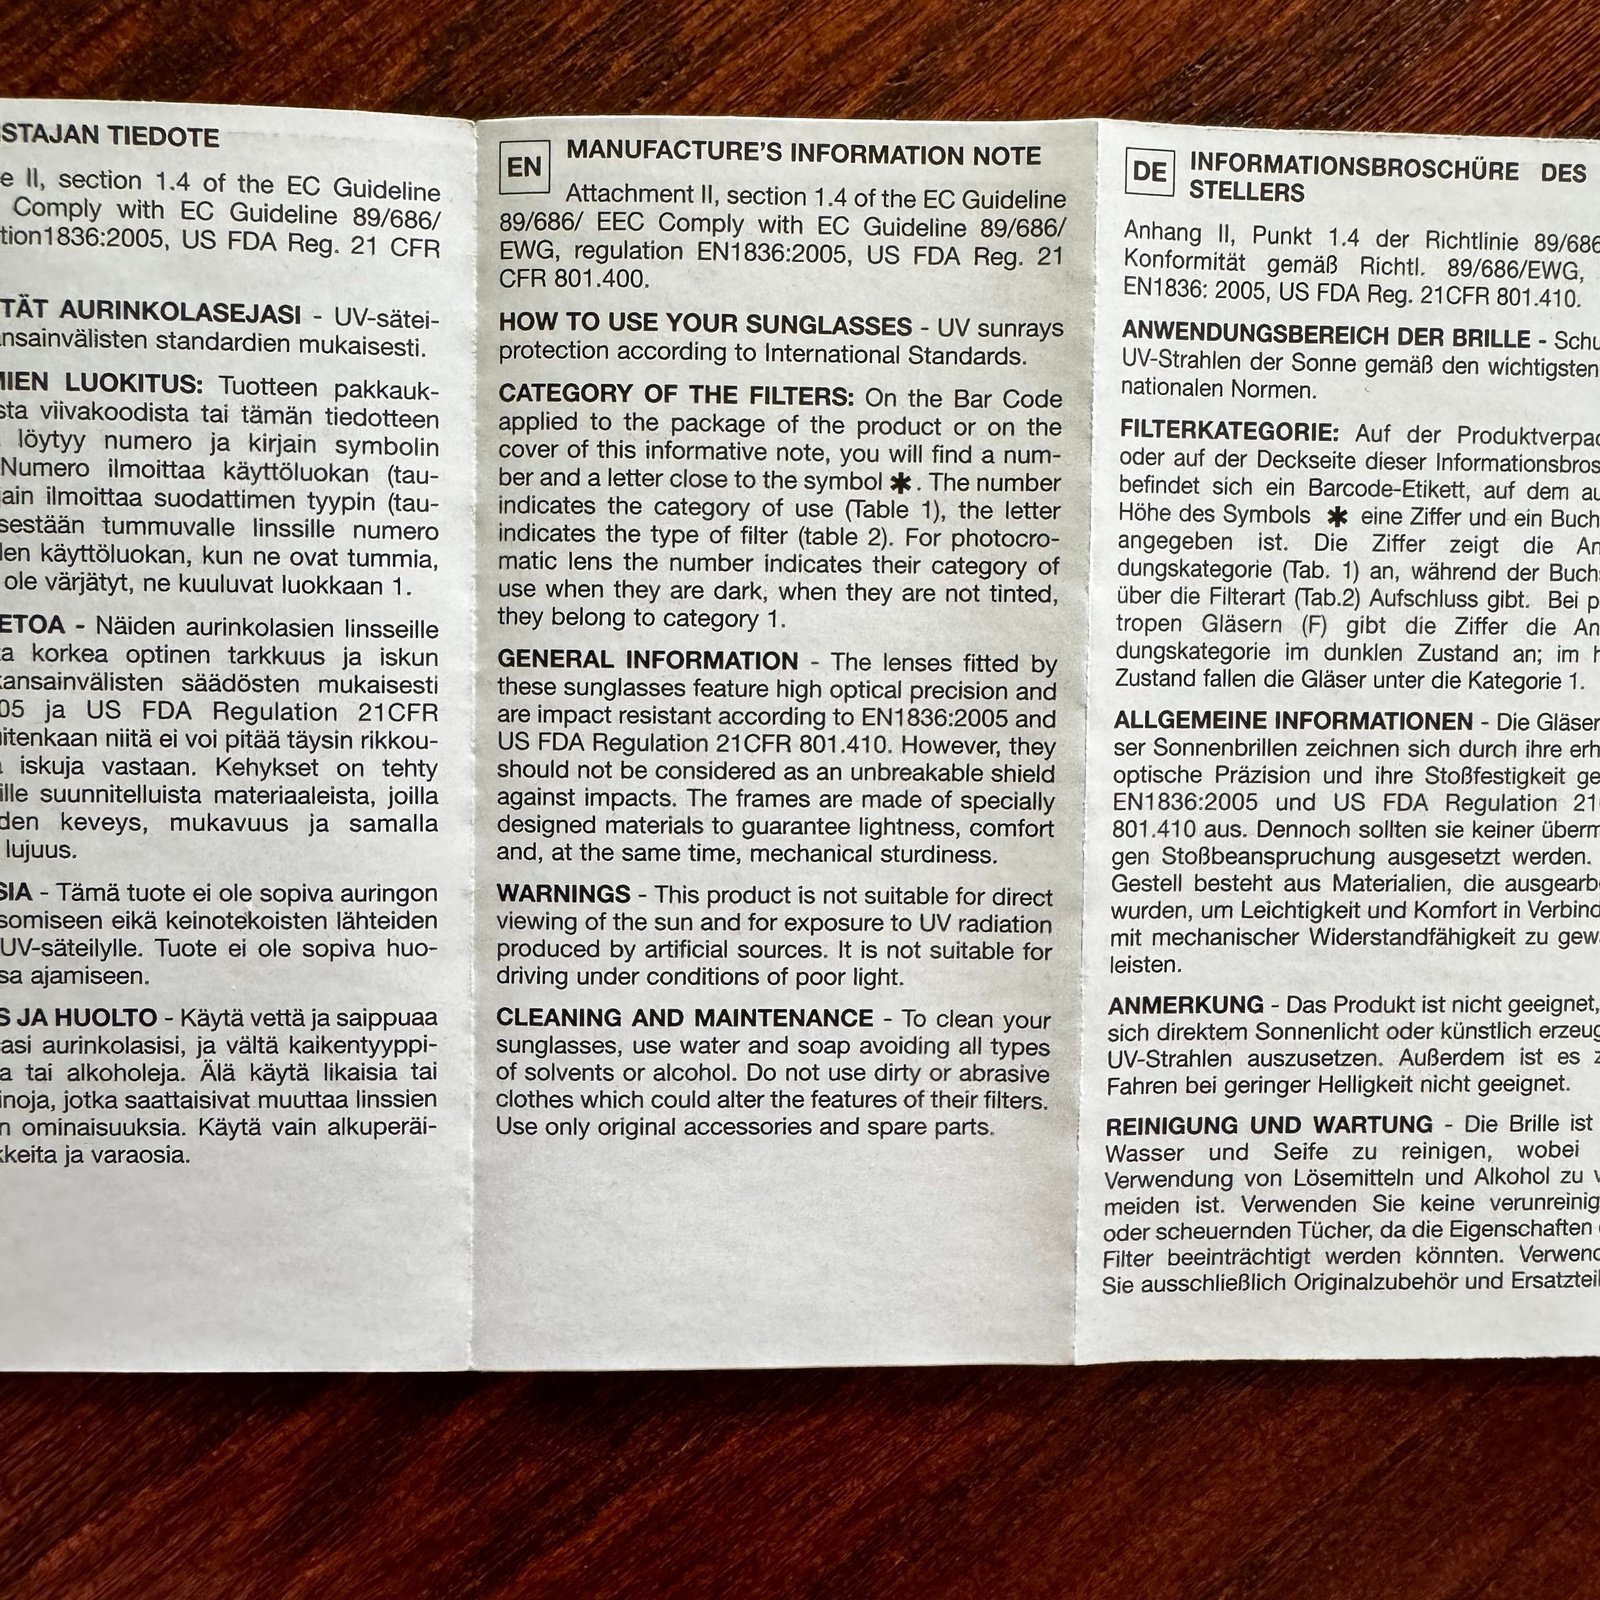 STAJAN TIEDOTE
e II, section 1.4 of the EC Guideline
Comply with EC Guideline 89/686/
tion1836:2005, US FDA Reg. 21 CFR
TÄT AURINKOLASEJASI - UV-sätei-
nsainvälisten standardien mukaisesti.
MIEN LUOKITUS: Tuotteen pakkauk-
sta viivakoodista tai tämän tiedotteen
löytyy numero ja kirjain symbolin
Numero ilmoittaa käyttöluokan (tau-
jain ilmoittaa suodattimen tyypin (tau-
sestään tummuvalle linssille numero
den käyttöluokan, kun ne ovat tummia,
ole värjätyt, ne kuuluvat luokkaan 1.
ETOA - Näiden aurinkolasien linsseille
ta korkea optinen tarkkuus ja iskun
kansainvälisten säädösten mukaisesti
05 ja US FDA Regulation 21CFR
uitenkaan niitä ei voi pitää täysin rikkou-
iskuja vastaan. Kehykset on tehty
ille suunnitelluista materiaaleista, joilla
den keveys, mukavuus ja samalla
lujuus.
SIA - Tämä tuote ei ole sopiva auringon
somiseen eikä keinotekoisten lähteiden
UV-säteilylle. Tuote ei ole sopiva huo-
sa ajamiseen.
S JA HUOLTO - Käytä vettä ja saippuaa
asi aurinkolasisi, ja vältä kaikentyyppi-
a tai alkoholeja. Älä käytä likaisia tai
inoja, jotka saattaisivat muuttaa linssien
n ominaisuuksia. Käytä vain alkuperäi-
kkeita ja varaosia.
EN
MANUFACTURE'S INFORMATION NOTE
Attachment II, section 1.4 of the EC Guideline
89/686/ EEC Comply with EC Guideline 89/686/
EWG, regulation EN1836:2005, US FDA Reg. 21
CFR 801.400.
HOW TO USE YOUR SUNGLASSES - UV sunrays
protection according to International Standards.
CATEGORY OF THE FILTERS: On the Bar Code
applied to the package of the product or on the
cover of this informative note, you will find a num-
ber and a letter close to the symbol ✱. The number
indicates the category of use (Table 1), the letter
indicates the type of filter (table 2). For photocro-
matic lens the number indicates their category of
use when they are dark, when they are not tinted,
they belong to category 1.
GENERAL INFORMATION - The lenses fitted by
these sunglasses feature high optical precision and
are impact resistant according to EN1836:2005 and
US FDA Regulation 21CFR 801.410. However, they
should not be considered as an unbreakable shield
against impacts. The frames are made of specially
designed materials to guarantee lightness, comfort
and, at the same time, mechanical sturdiness.
WARNINGS - This product is not suitable for direct
viewing of the sun and for exposure to UV radiation
produced by artificial sources. It is not suitable for
driving under conditions of poor light.
CLEANING AND MAINTENANCE - To clean your
sunglasses, use water and soap avoiding all types
of solvents or alcohol. Do not use dirty or abrasive
clothes which could alter the features of their filters.
Use only original accessories and spare parts.
DE
INFORMATIONSBROSCHÜRE DES
STELLERS
Anhang II, Punkt 1.4 der Richtlinie 89/686
Konformität gemäß Richtl. 89/686/EWG,
EN1836: 2005, US FDA Reg. 21CFR 801.410.
ANWENDUNGSBEREICH DER BRILLE - Schu
UV-Strahlen der Sonne gemäß den wichtigsten
nationalen Normen.
FILTERKATEGORIE: Auf der Produktverpac
oder auf der Deckseite dieser Informationsbros
befindet sich ein Barcode-Etikett, auf dem au
Höhe des Symbols ✱ eine Ziffer und ein Buch
angegeben ist. Die Ziffer zeigt die An
dungskategorie (Tab. 1) an, während der Buchs
über die Filterart (Tab.2) Aufschluss gibt. Bei p
tropen Gläsern (F) gibt die Ziffer die An
dungskategorie im dunklen Zustand an; im h
Zustand fallen die Gläser unter die Kategorie 1.
ALLGEMEINE INFORMATIONEN - Die Gläser
ser Sonnenbrillen zeichnen sich durch ihre erh
optische Präzision und ihre Stoßfestigkeit ge
EN1836:2005 und US FDA Regulation 21
801.410 aus. Dennoch sollten sie keiner überm
gen Stoßbeanspruchung ausgesetzt werden.
Gestell besteht aus Materialien, die ausgearbe
wurden, um Leichtigkeit und Komfort in Verbind
mit mechanischer Widerstandfähigkeit zu gew
leisten.
ANMERKUNG - Das Produkt ist nicht geeignet,
sich direktem Sonnenlicht oder künstlich erzeug
UV-Strahlen auszusetzen. Außerdem ist es z
Fahren bei geringer Helligkeit nicht geeignet.
REINIGUNG UND WARTUNG - Die Brille ist
Wasser und Seife zu reinigen, wobei
Verwendung von Lösemitteln und Alkohol zu v
meiden ist. Verwenden Sie keine verunreinig
oder scheuernden Tücher, da die Eigenschaften
Filter beeinträchtigt werden könnten. Verwend
Sie ausschließlich Originalzubehör und Ersatzteil